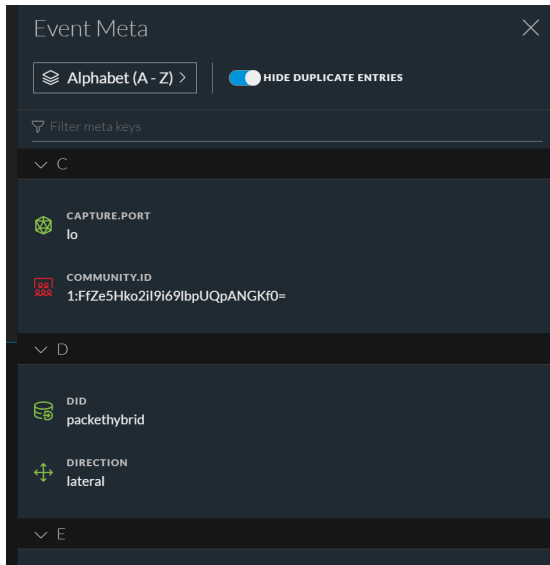 Event Meta
Alphabet (A - Z) >
HIDE DUPLICATE ENTRIES
Filter meta keys
C
CAPTURE.PORT
lo
COMMUNITY.ID
1:FfZe5Hko2iI9i69IbpUQpANGKf0=
D
DID
packethybrid
DIRECTION
lateral
E